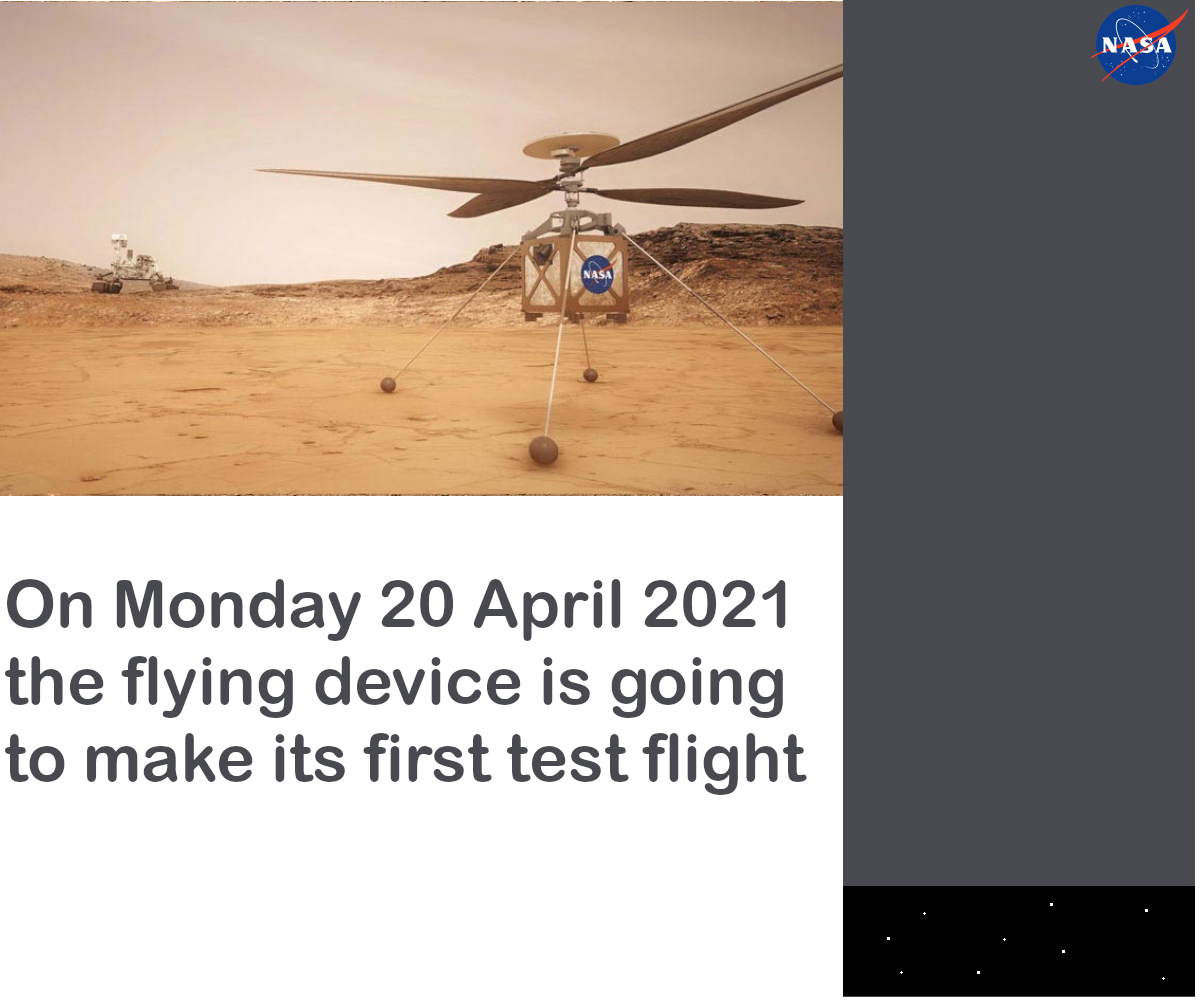 NASA
NASA
On Monday 20 April 2021
the flying device is going
to make its first test flight